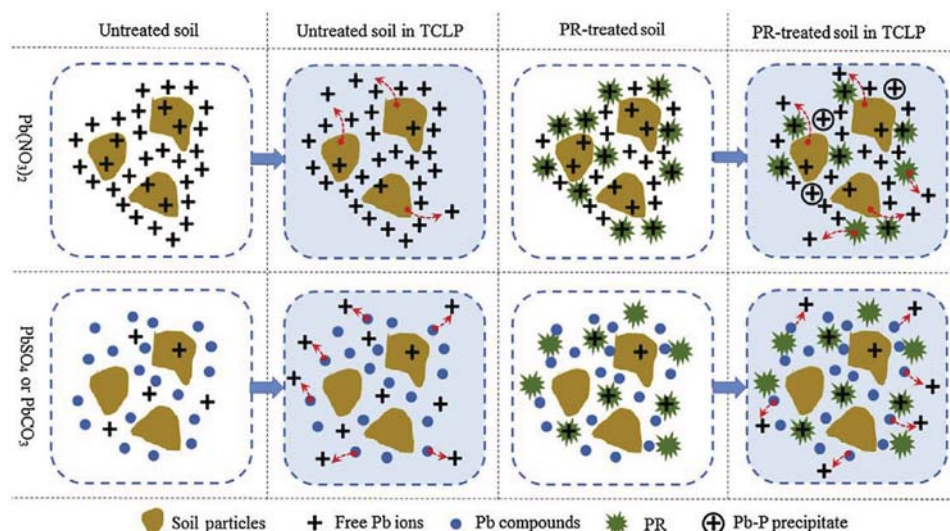 Untreated soil
Untreated soil in TCLP
PR-treated soil
PR-treated soil in TCLP
Pb(NO₃)₂
PbSO₄ or PbCO₃
Soil particles
Free Pb ions
Pb compounds
PR
Pb-P precipitate